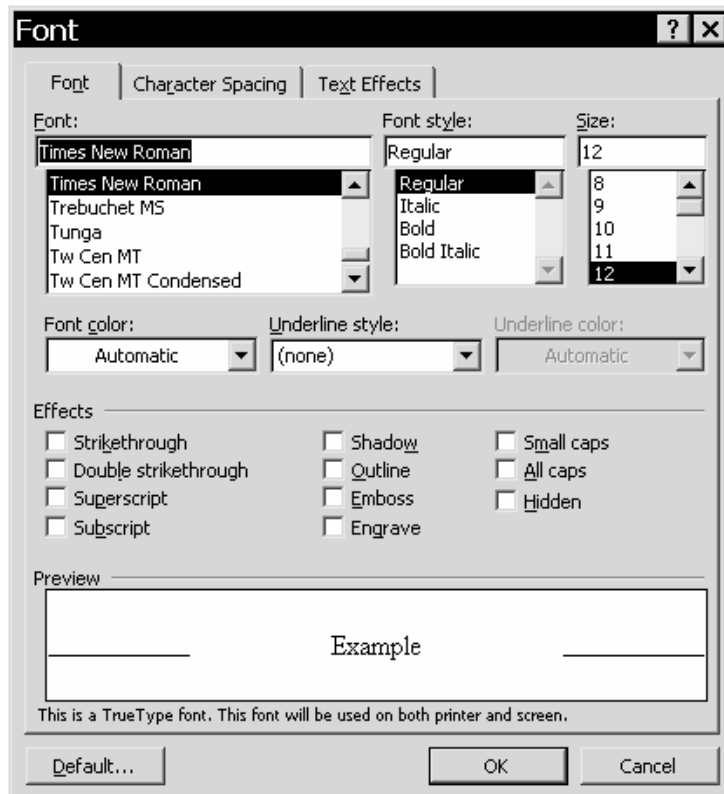 Font ? X
Font Character Spacing Text Effects
Font: Font style: Size:
Times New Roman Regular 12
Times New Roman Regular 8
Trebuchet MS Italic 9
Tunga Bold 10
Tw Cen MT Bold Italic 11
Tw Cen MT Condensed 12
Font color: Underline style: Underline color:
Automatic (none) Automatic
Effects
Strikethrough Shadow Small caps
Double strikethrough Outline All caps
Superscript Emboss Hidden
Subscript Engrave
Preview
Example
This is a TrueType font. This font will be used on both printer and screen.
Default... OK Cancel